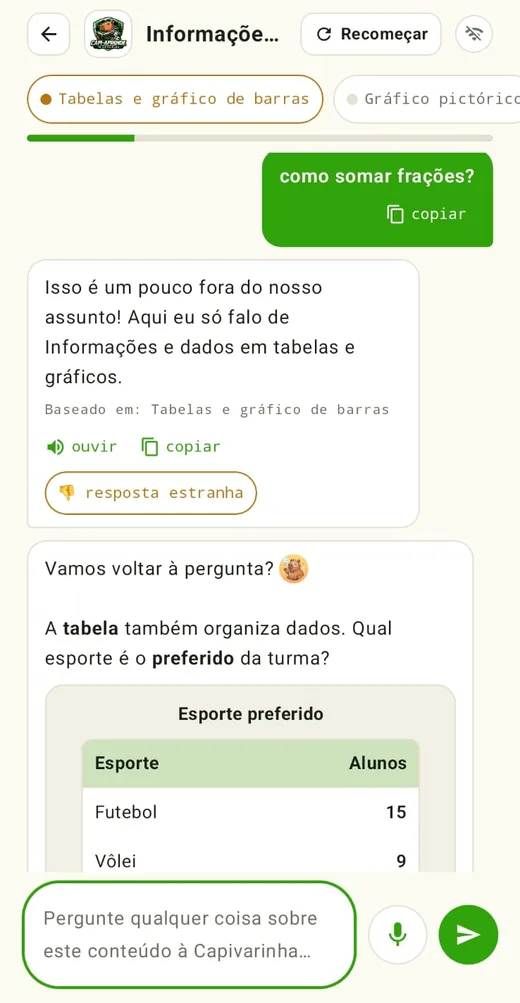 Informaçõe…
Recomeçar
Tabelas e gráfico de barras
Gráfico pictórico
como somar frações?
copiar
Isso é um pouco fora do nosso
assunto! Aqui eu só falo de
Informações e dados em tabelas e
gráficos.
Baseado em: Tabelas e gráfico de barras
ouvir copiar
resposta estranha
Vamos voltar à pergunta?
A tabela também organiza dados. Qual
esporte é o preferido da turma?
Esporte preferido
Esporte Alunos
Futebol 15
Vôlei 9
Pergunte qualquer coisa sobre
este conteúdo à Capivarinha…